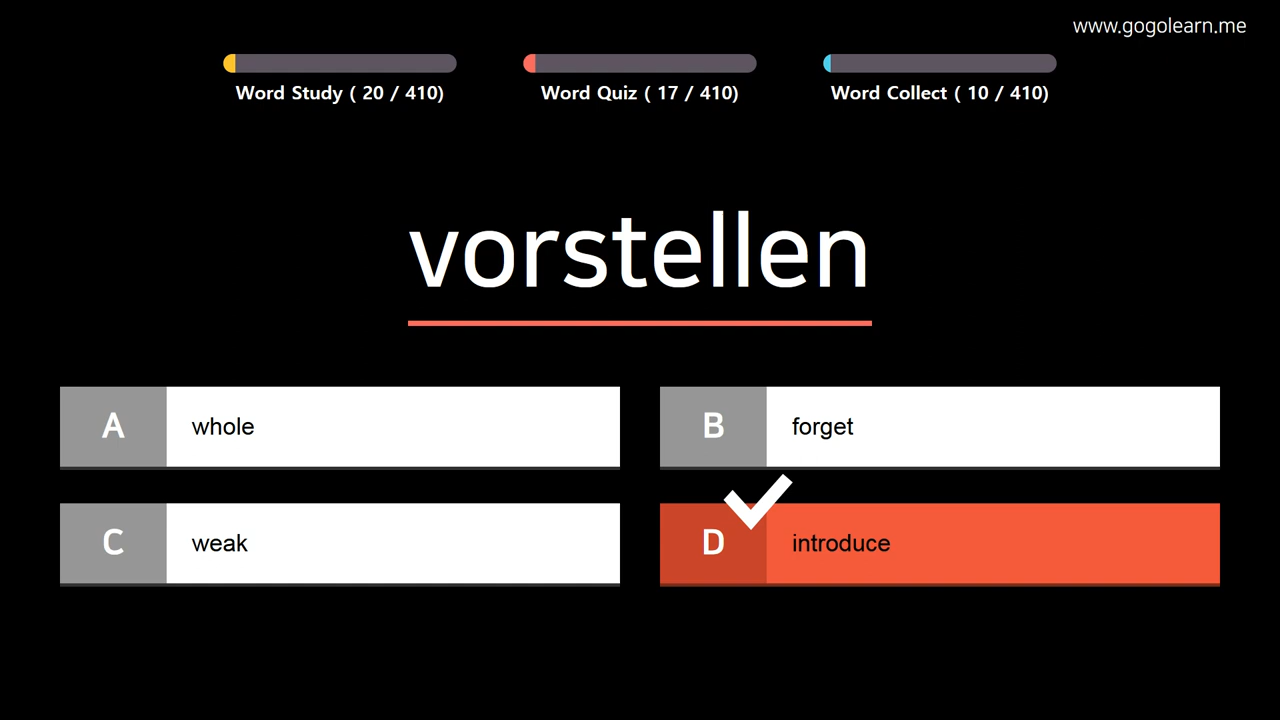 www.gogolearn.me
Word Study ( 20 / 410)
Word Quiz ( 17 / 410)
Word Collect ( 10 / 410)
vorstellen
A whole
B forget
C weak
D introduce